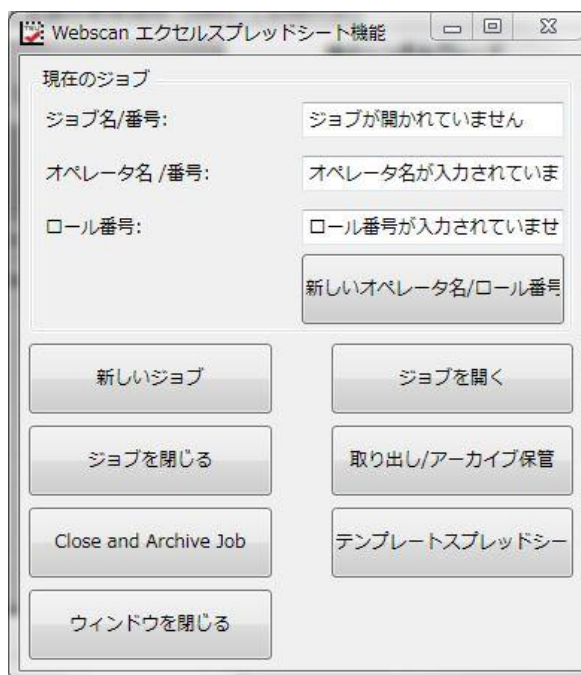 Webscan エクセルスプレッドシート機能
現在のジョブ
ジョブ名/番号:
ジョブが開かれていません
オペレータ名 /番号:
オペレータ名が入力されていま
ロール番号:
ロール番号が入力されていませ
新しいオペレータ名/ロール番号
新しいジョブ
ジョブを開く
ジョブを閉じる
取り出し/アーカイブ保管
Close and Archive Job
テンプレートスプレッドシー
ウィンドウを閉じる